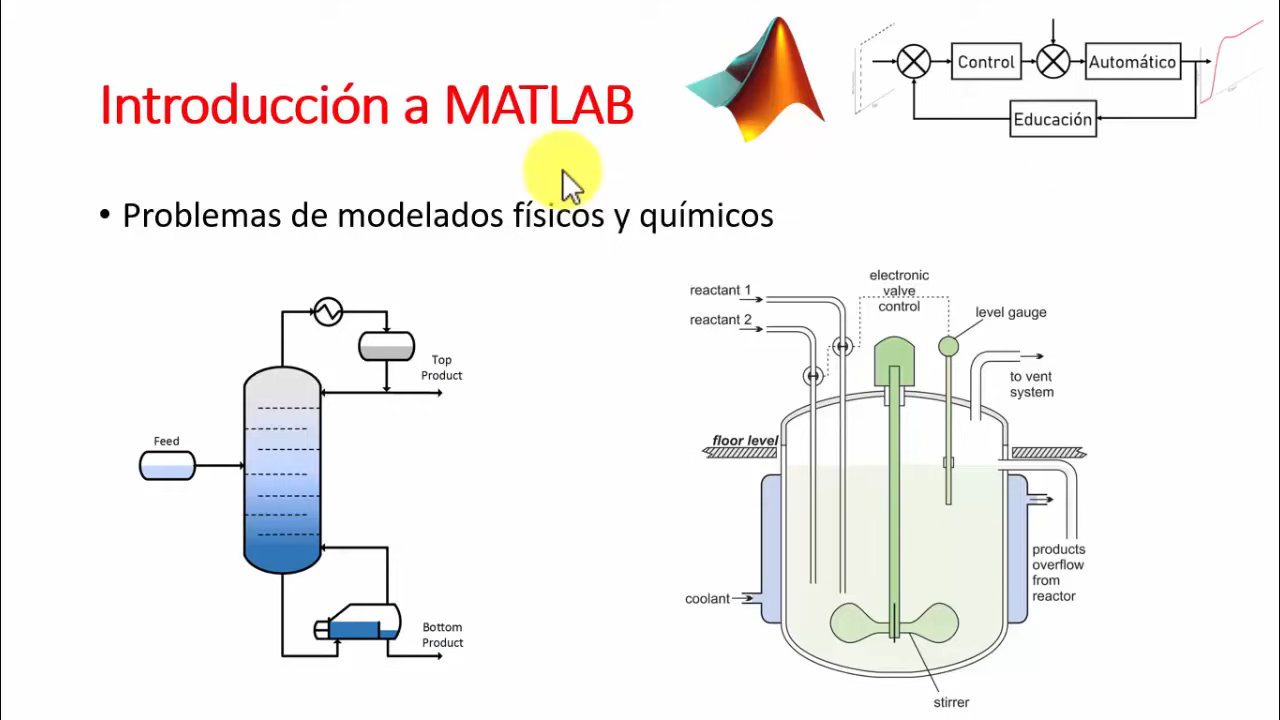 Introducción a MATLAB
Control
Automático
Educación
• Problemas de modelados físicos y químicos
Feed
Top
Product
Bottom
Product
reactant 1
reactant 2
electronic
valve
control
level gauge
to vent
system
floor level
coolant
products
overflow
from
reactor
stirrer